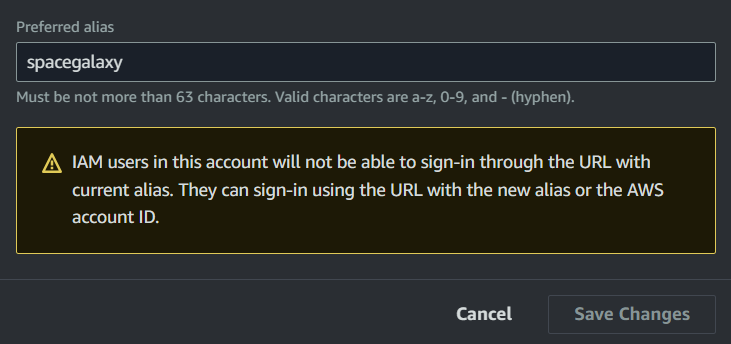 Preferred alias
spacegalaxy
Must be not more than 63 characters. Valid characters are a-z, 0-9, and - (hyphen).
IAM users in this account will not be able to sign-in through the URL with
current alias. They can sign-in using the URL with the new alias or the AWS
account ID.
Cancel
Save Changes